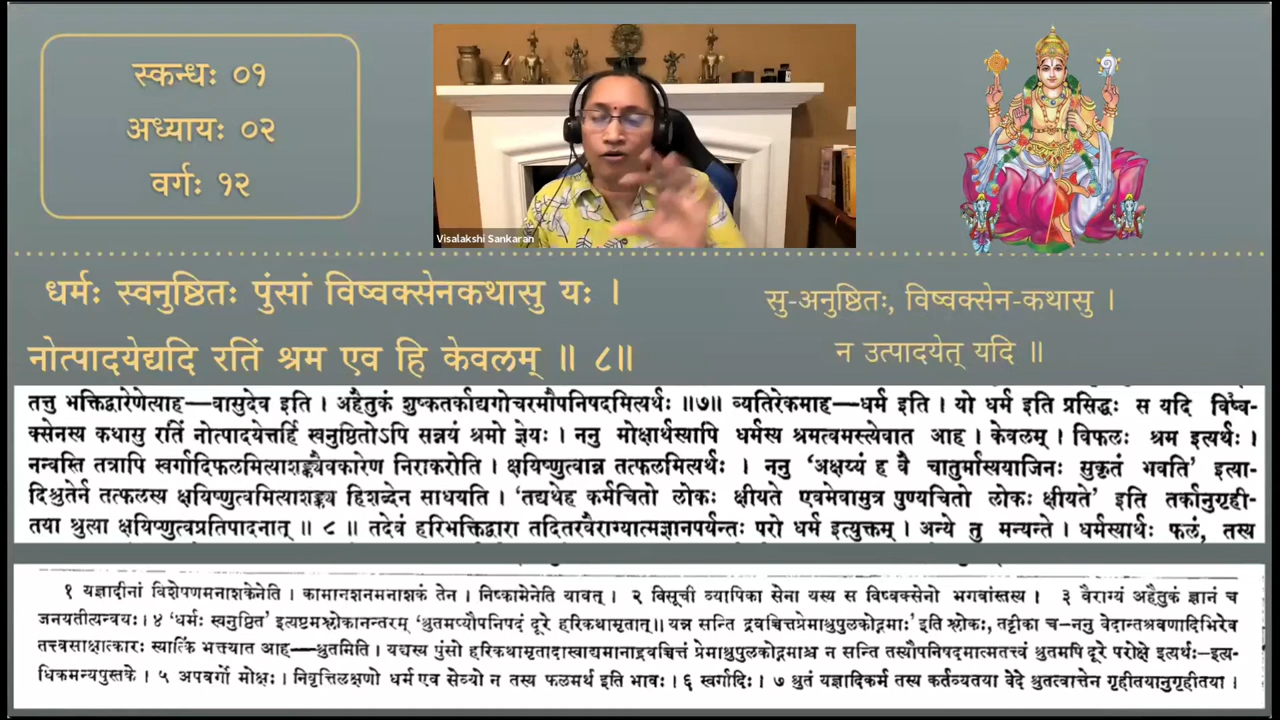 स्कन्धः ०१
अध्यायः ०२
वर्गः १२
Visalakshi Sankaran
धर्मः स्वनुष्ठितः पुंसां विष्वक्सेनकथासु यः ।
नोत्पादयेद्यदि रतिं श्रम एव हि केवलम् ॥ ८॥
सु-अनुष्ठितः, विष्वक्सेन-कथासु ।
न उत्पादयेत् यदि ॥
तत्तु भक्तिद्वारेणेत्याह—वासुदेव इति । अहैतुकं शुष्कतर्काद्यगोचरमौपनिषदमित्यर्थः ॥७॥ व्यतिरेकमाह—धर्म इति । यो धर्म इति प्रसिद्धः स यदि विष्व-
क्सेनस्य कथासु रतिं नोत्पादयेत्तर्हि स्वनुष्ठितोऽपि सन्नयं श्रमो ज्ञेयः । ननु मोक्षार्थस्यापि धर्मस्य श्रमत्वमस्त्येवात आह । केवलम् । विफलः श्रम इत्यर्थः ।
नन्वस्ति तत्रापि स्वर्गादिफलमित्याशङ्क्यैवकारेण निराकरोति । क्षयिष्णुत्वान्न तत्फलमित्यर्थः । ननु ‘अक्षय्यं ह वै चातुर्मास्ययाजिनः सुकृतं भवति’ इत्या-
दिश्रुतेर्न तत्फलस्य क्षयिष्णुत्वमित्याशङ्क्य हिशब्देन साधयति । ‘तद्यथेह कर्मचितो लोकः क्षीयते एवमेवामुत्र पुण्यचितो लोकः क्षीयते’ इति तर्कानुगृही-
तया श्रुत्या क्षयिष्णुत्वप्रतिपादनात् ॥ ८ ॥ तदेवं हरिभक्तिद्वारा तदितरवैराग्यात्मज्ञानपर्यन्तः परो धर्म इत्युक्तम् । अन्ये तु मन्यन्ते । धर्मस्यार्थः फलं, तस्य
१ यज्ञादीनां विशेषणमनाशकेनेति । कामानशनमनाशकं तेन । निष्कामेनेति यावत् । २ विसूची व्यापिका सेना यस्य स विष्वक्सेनो भगवांस्तस्य । ३ वैराग्यं अहैतुकं ज्ञानं च
जनयतीत्यन्वयः । ४ ‘धर्मः स्वनुष्ठित’ इत्यष्टमश्लोकानन्तरम् ‘श्रुतमप्यौपनिषदं दूरे हरिकथामृतात् ॥ यन्न सन्ति द्रवच्चित्तप्रेमाश्रुपुलकोद्गमाः’ इति श्लोकः, तट्टीका च—ननु वेदान्तश्रवणादिभिरेव
तत्त्वसाक्षात्कारः स्यात्किं भक्त्यात आह—श्रुतमिति । यद्यस्य पुंसो हरिकथामृतादास्वाद्यमानाद्रवच्चित्तं प्रेमाश्रुपुलकोद्गमाश्च न सन्ति तस्यौपनिषदमात्मतत्त्वं श्रुतमपि दूरे परोक्षे इत्यर्थः—इत्य-
धिकमन्यपुस्तके । ५ अपवर्गो मोक्षः । निवृत्तिलक्षणो धर्म एव सेव्यो न तस्य फलमर्थ इति भावः । ६ स्वर्गादिः । ७ श्रुतं यज्ञादिकर्म तस्य कर्तव्यतया वेदे श्रुतत्वात्तेन गृहीतयानुगृहीतया ।